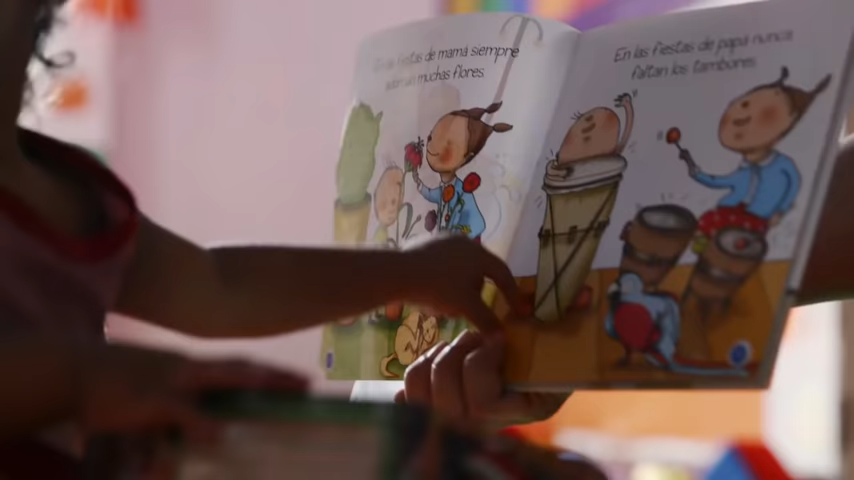 fiestas de mamá siempre
muchas flores
En las fiestas de papá nunca
faltan los tambores